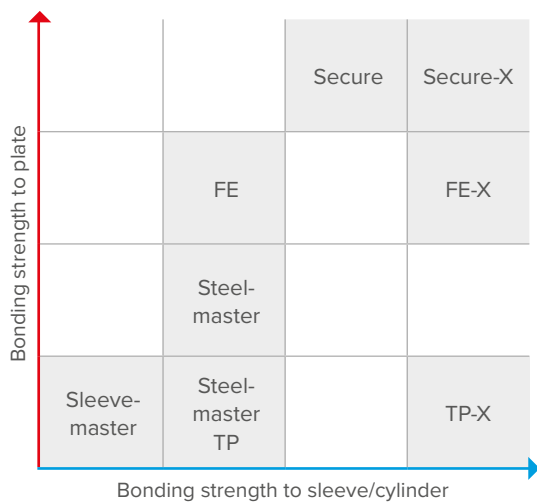 Bonding strength to plate
Secure
Secure-X
FE
FE-X
Steel-
master
Sleeve-
master
Steel-
master
TP
TP-X
Bonding strength to sleeve/cylinder